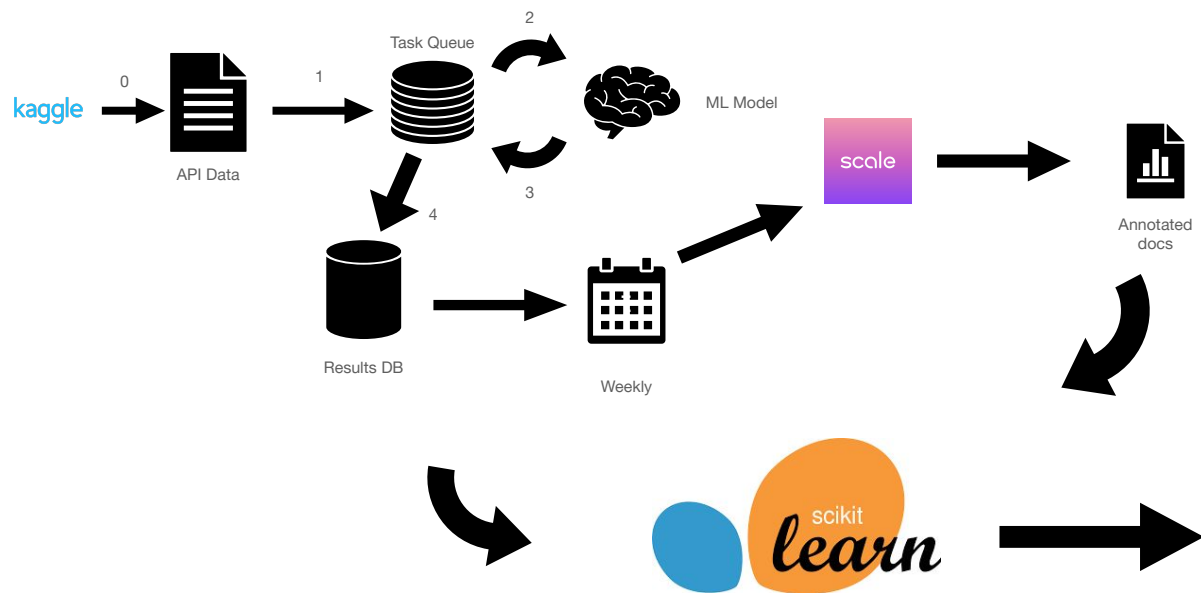 kaggle
0
API Data
1
Task Queue
2
3
ML Model
4
Results DB
Weekly
scale
Annotated
docs
scikit
learn